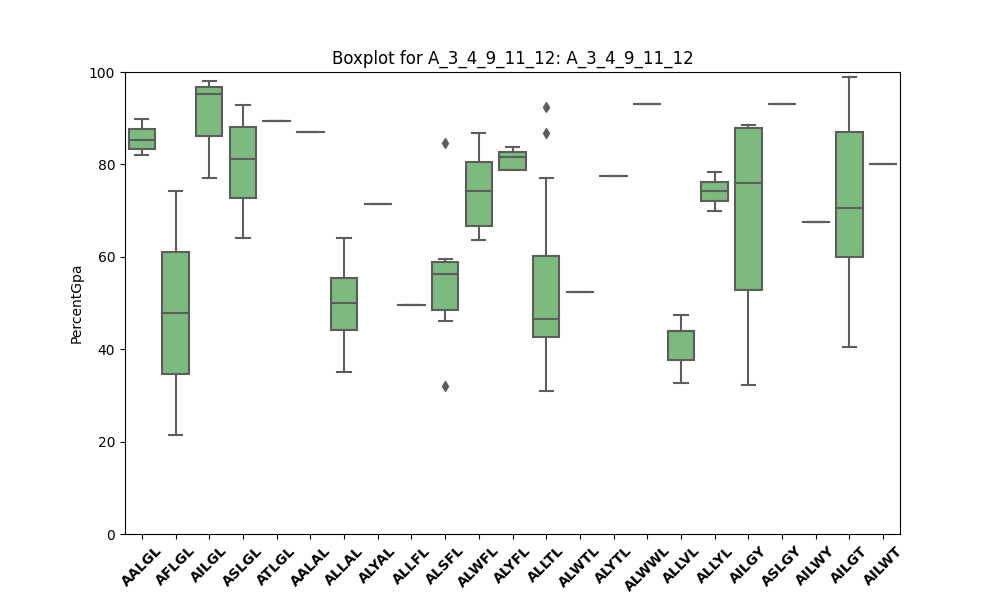 Boxplot for A_3_4_9_11_12: A_3_4_9_11_12
100
80
60
40
20
0
PercentGpa
AALGL AFLGL AILGL ASLGL ATLGL AALAL ALLAL ALYAL ALLFL ALSFL ALWFL ALYFL ALLTL ALWTL ALYTL ALWWL ALLVL ALLYL AILGY ASLGY AILWY AILGT AILWT